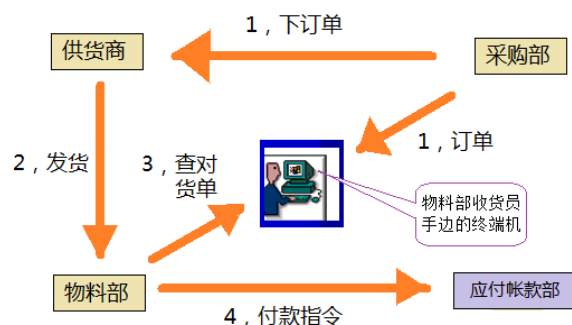 1，下订单
供货商
采购部
1，订单
2，发货
3，查对
货单
物料部收货员
手边的终端机
物料部
应付帐款部
4，付款指令